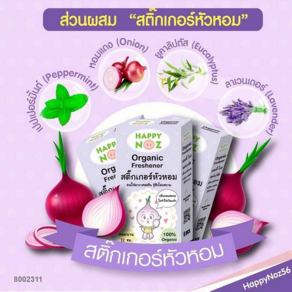 ส่วนผสม "สติ๊กเกอร์หัวหอม"
เปปเปอร์มิ้นท์ (Peppermint)
หอมแดง (Onion)
ยูคาลิปตัส (Eucalyptus)
ลาเวนเดอร์ (Lavender)
HAPPY
NOZ
Organic
Freshener
สติ๊กเกอร์หัวหอม
100%
Organic
สติ๊กเกอร์หัวหอม
HappyNoz56
8002311